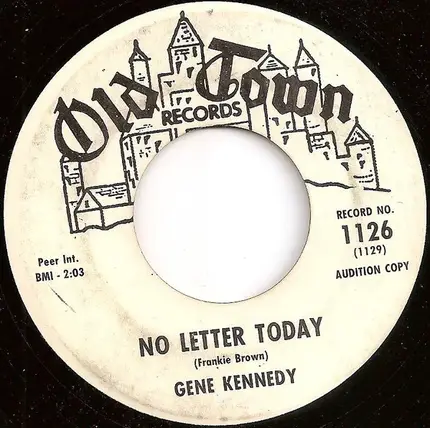 Old Town
RECORDS
RECORD NO.
1126
(1129)
AUDITION COPY
Peer Int.
BMI - 2:03
NO LETTER TODAY
(Frankie Brown)
GENE KENNEDY